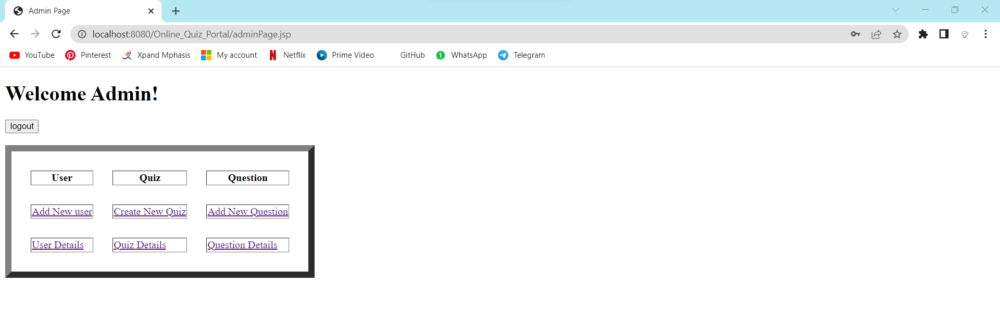 Admin Page
localhost:8080/Online_Quiz_Portal/adminPage.jsp
YouTube Pinterest Xpand Mphasis My account Netflix Prime Video GitHub 1 WhatsApp Telegram
Welcome Admin!
logout
User Quiz Question
Add New user Create New Quiz Add New Question
User Details Quiz Details Question Details